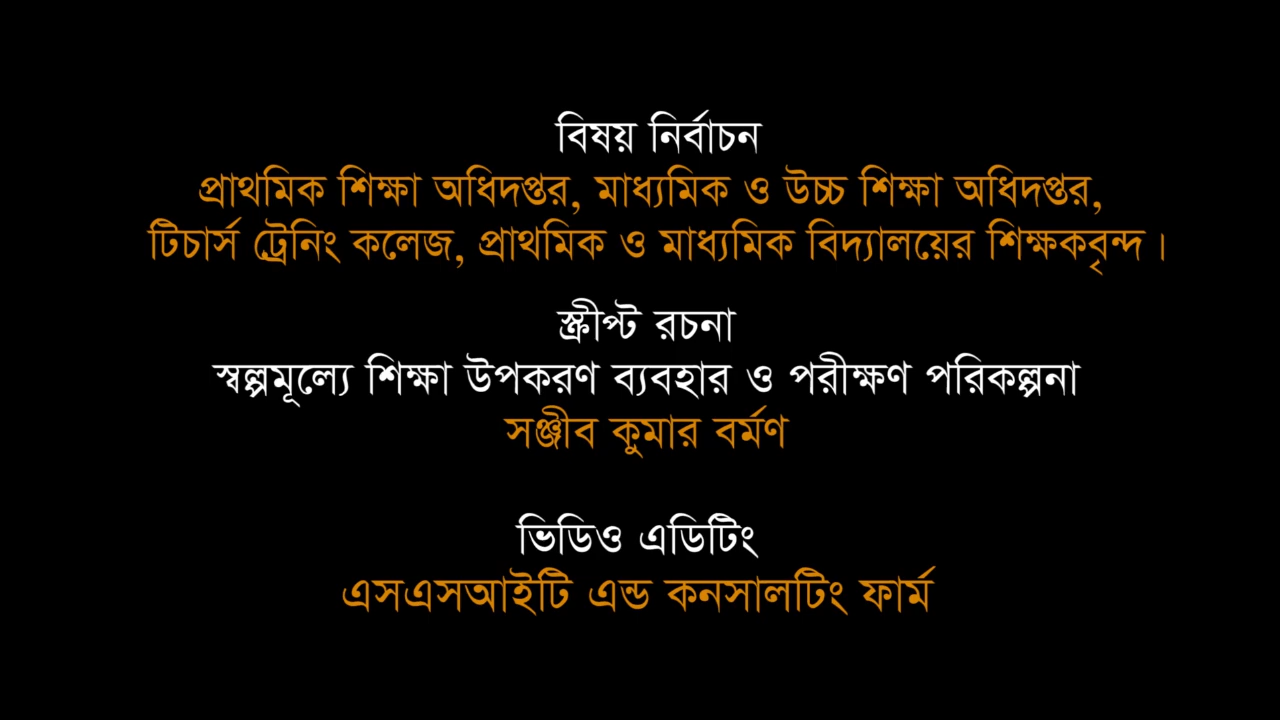 বিষয় নির্বাচন
প্রাথমিক শিক্ষা অধিদপ্তর, মাধ্যমিক ও উচ্চ শিক্ষা অধিদপ্তর,
টিচার্স ট্রেনিং কলেজ, প্রাথমিক ও মাধ্যমিক বিদ্যালয়ের শিক্ষকবৃন্দ।
স্ক্রীপ্ট রচনা
স্বল্পমূল্যে শিক্ষা উপকরণ ব্যবহার ও পরীক্ষণ পরিকল্পনা
সঞ্জীব কুমার বর্মণ
ভিডিও এডিটিং
এসএসআইটি এন্ড কনসালটিং ফার্ম